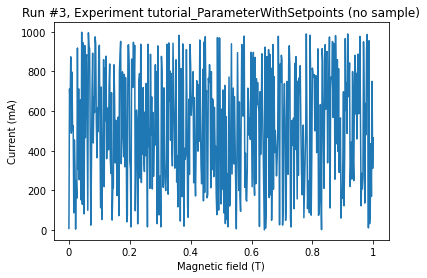 Run #3, Experiment tutorial_ParameterWithSetpoints (no sample)
1000
800
600
400
200
0
Current (mA)
0 0.2 0.4 0.6 0.8 1
Magnetic field (T)